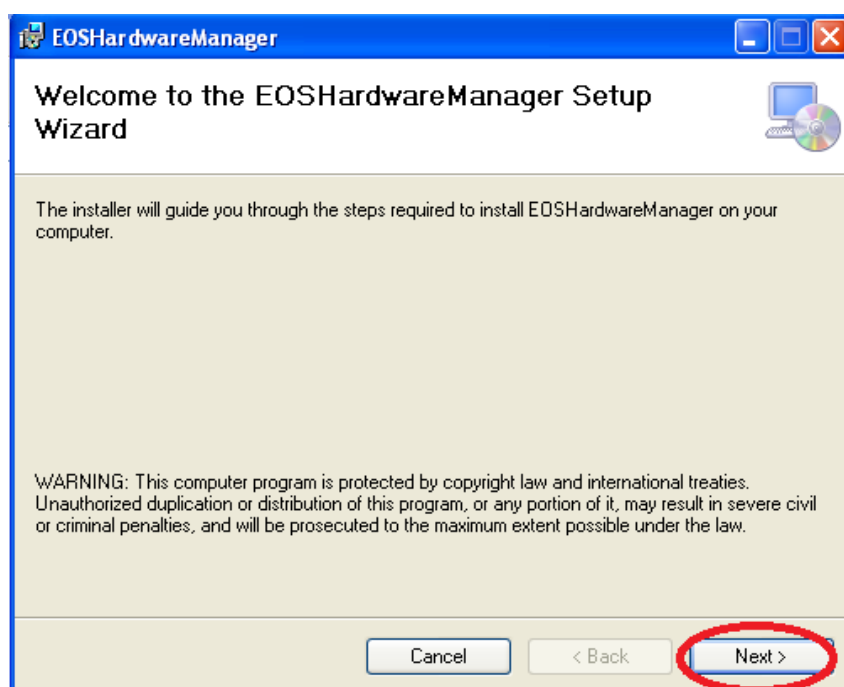 EOSHardwareManager
Welcome to the EOSHardwareManager Setup
Wizard
The installer will guide you through the steps required to install EOSHardwareManager on your
computer.
WARNING: This computer program is protected by copyright law and international treaties.
Unauthorized duplication or distribution of this program, or any portion of it, may result in severe civil
or criminal penalties, and will be prosecuted to the maximum extent possible under the law.
Cancel
< Back
Next >